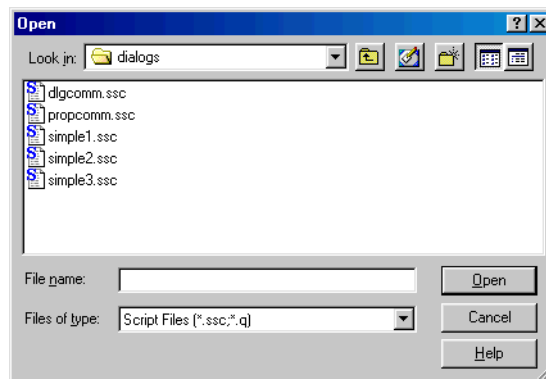 Open
Look in: dialogs
dlgcomm.ssc
propcomm.ssc
simple1.ssc
simple2.ssc
simple3.ssc
File name:
Open
Files of type: Script Files (*.ssc;*.q)
Cancel
Help